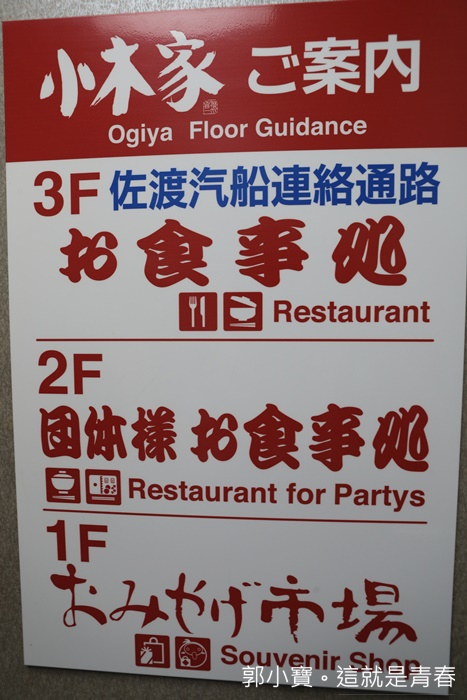 小木家 ご案内
Ogiya Floor Guidance
3F 佐渡汽船連絡通路
お食事処
Restaurant
2F
団体様 お食事処
Restaurant for Partys
1F
おみやげ市場
Souvenir Shop
郭小寶。這就是青春